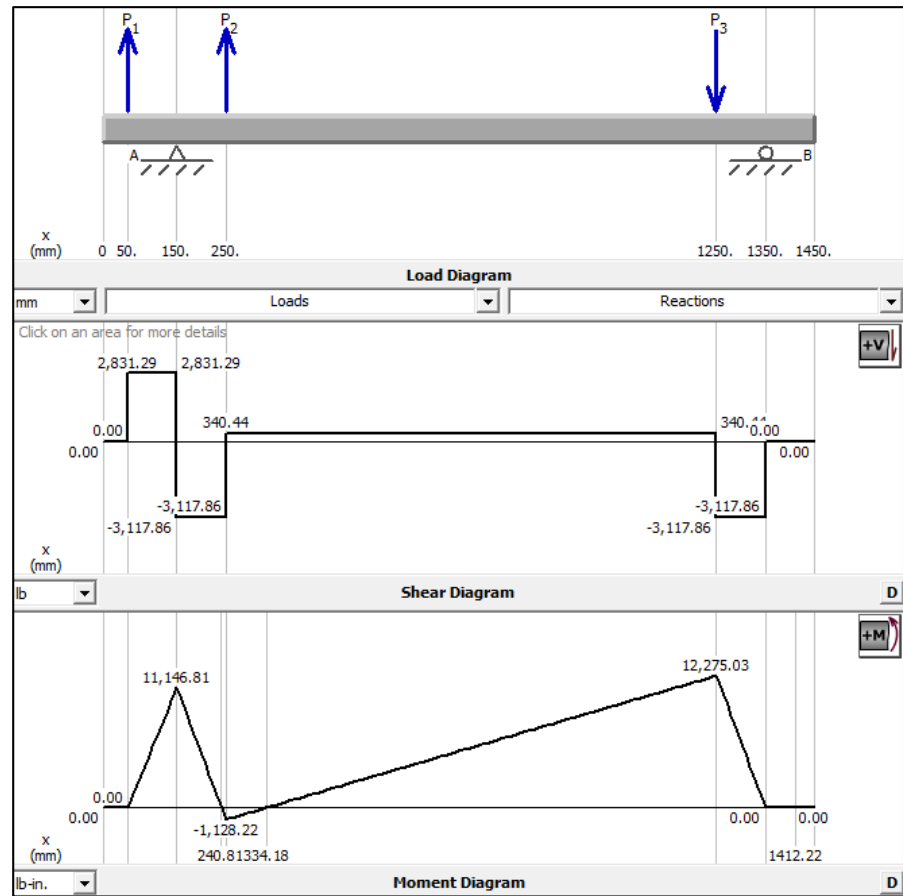 P1 P2 P3
A B
x
(mm) 0 50. 150. 250. 1250. 1350. 1450.
Load Diagram
mm Loads Reactions
Click on an area for more details
+V
2,831.29 2,831.29
0.00 340.44 340.44 0.00
0.00 0.00
-3,117.86 -3,117.86
-3,117.86 -3,117.86
x
(mm)
lb Shear Diagram D
+M
11,146.81 12,275.03
0.00
0.00 0.00 0.00
-1,128.22
x
(mm) 240.81334.18 1412.22
lb-in. Moment Diagram D